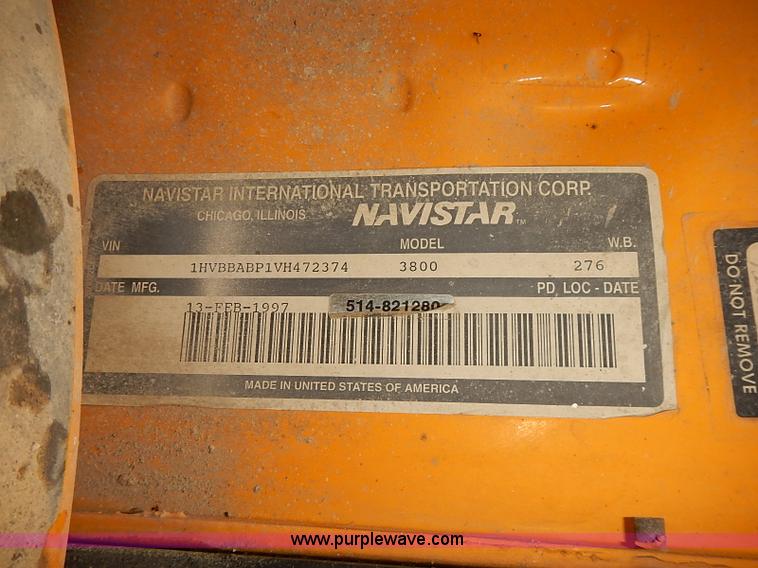 NAVISTAR INTERNATIONAL TRANSPORTATION CORP.
CHICAGO, ILLINOIS NAVISTAR TM
VIN MODEL W.B.
1HVBBABP1VH472374 3800 276
DATE MFG. PD, LOC - DATE
13-FEB-1997 514-821280
MADE IN UNITED STATES OF AMERICA
DO NOT REMOVE
www.purplewave.com